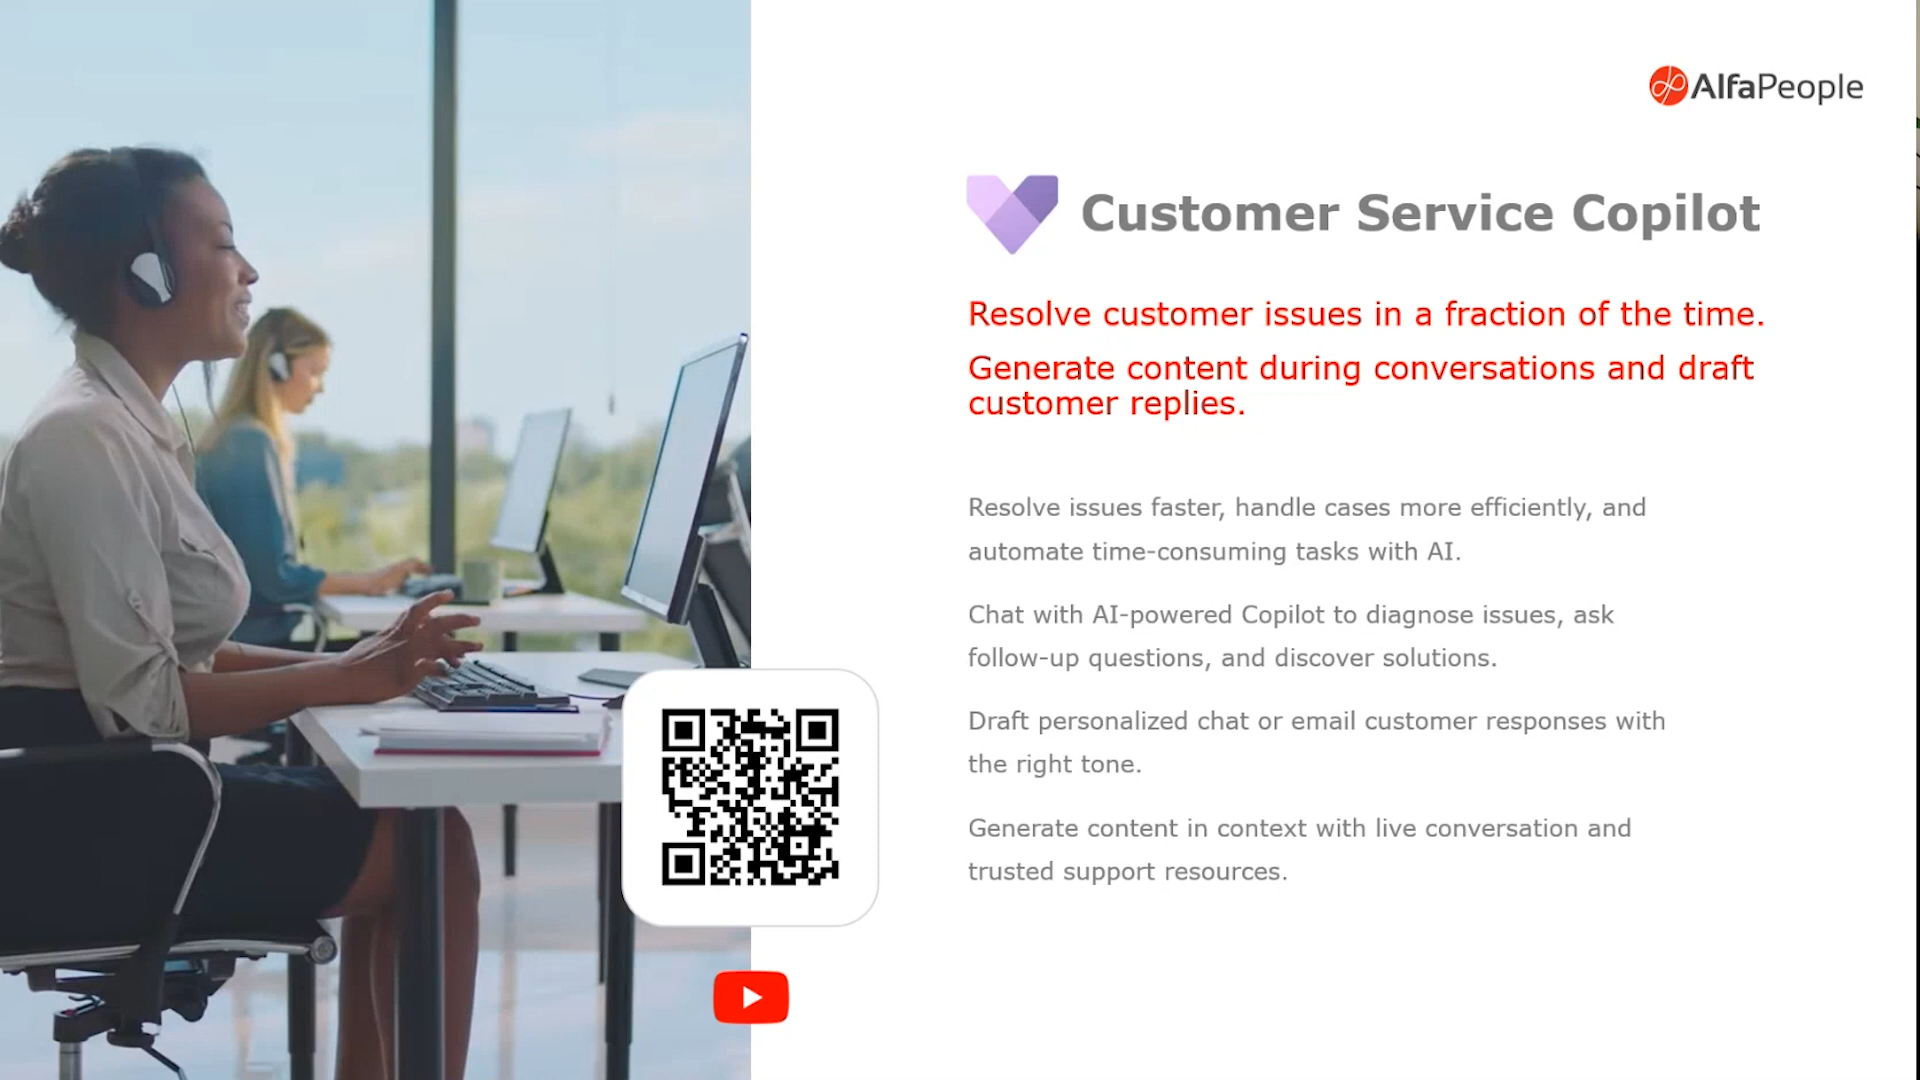 AlfaPeople
Customer Service Copilot
Resolve customer issues in a fraction of the time.
Generate content during conversations and draft
customer replies.
Resolve issues faster, handle cases more efficiently, and
automate time-consuming tasks with AI.
Chat with AI-powered Copilot to diagnose issues, ask
follow-up questions, and discover solutions.
Draft personalized chat or email customer responses with
the right tone.
Generate content in context with live conversation and
trusted support resources.